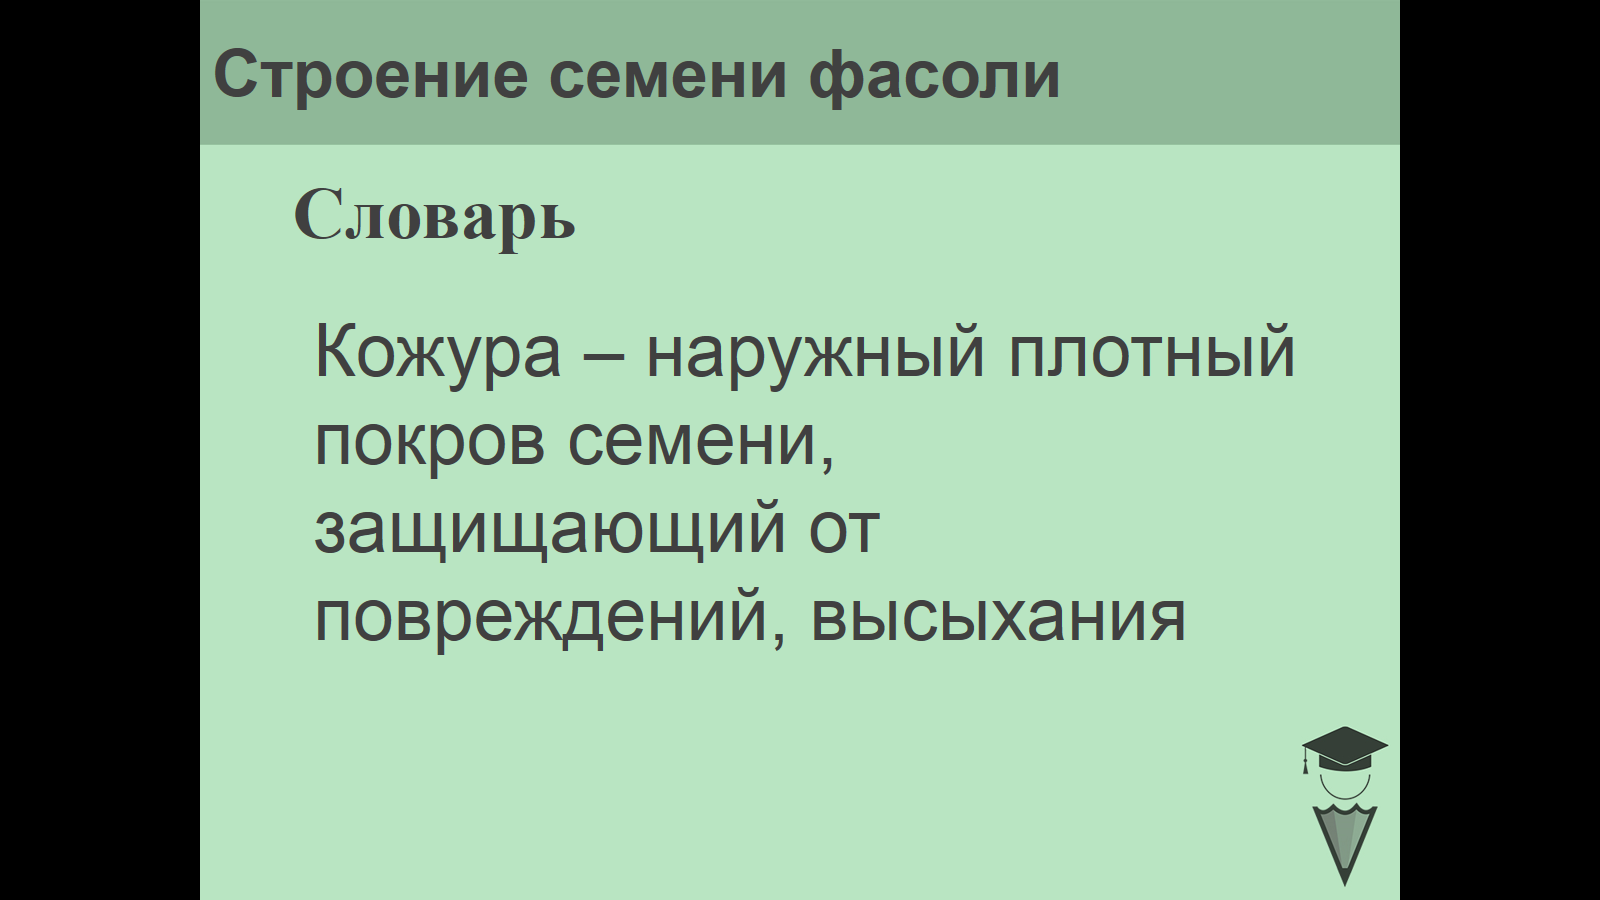 Строение семени фасоли
Словарь
Кожура – наружный плотный
покров семени,
защищающий от
повреждений, высыхания